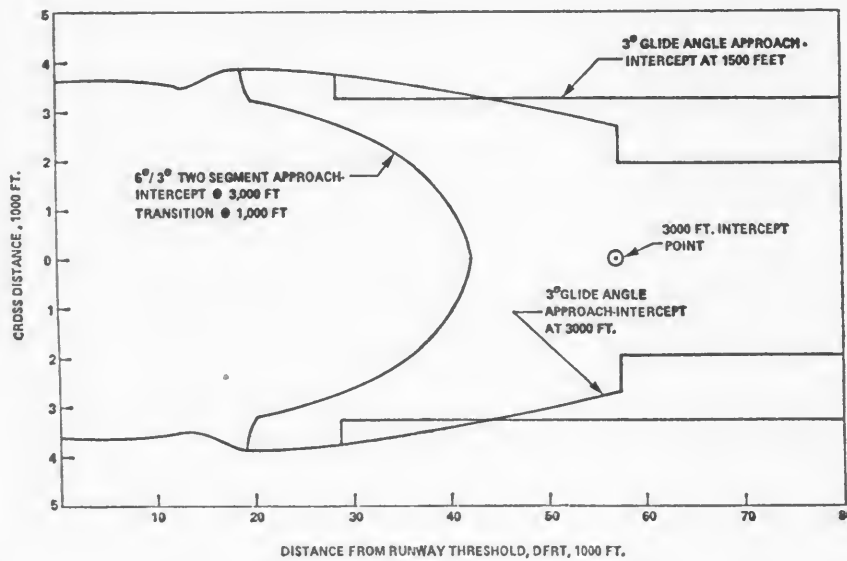 5
4
3
2
1
0
1
2
3
4
5
CROSS DISTANCE, 1000 FT.
3° GLIDE ANGLE APPROACH-
INTERCEPT AT 1500 FEET
6°/3° TWO SEGMENT APPROACH-
INTERCEPT @ 3,000 FT
TRANSITION @ 1,000 FT
3000 FT. INTERCEPT
POINT
3° GLIDE ANGLE
APPROACH-INTERCEPT
AT 3000 FT.
10
20
30
40
50
60
70
80
DISTANCE FROM RUNWAY THRESHOLD, DFRT, 1000 FT.